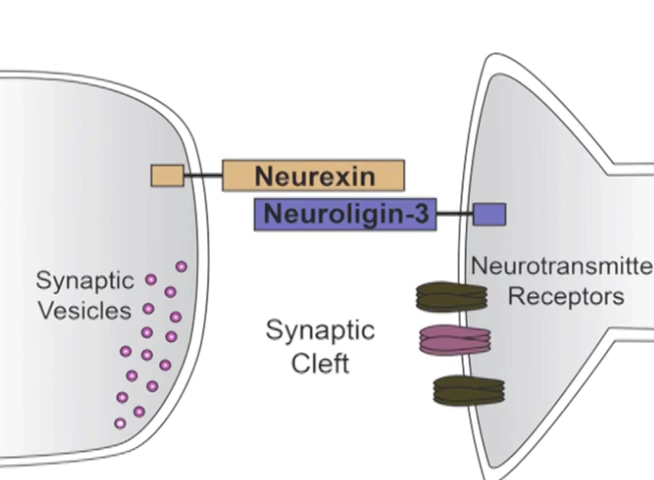 Neurexin
Neuroligin-3
Synaptic
Vesicles
Synaptic
Cleft
Neurotransmitte
Receptors